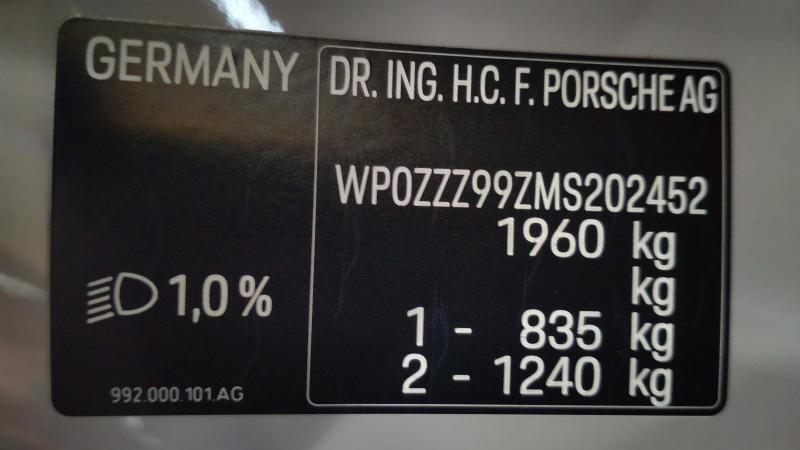 GERMANY
DR. ING. H.C. F. PORSCHE AG
WP0ZZZ99ZMS202452
1960 kg
kg
1 - 835 kg
2 - 1240 kg
1,0 %
992.000.101.AG